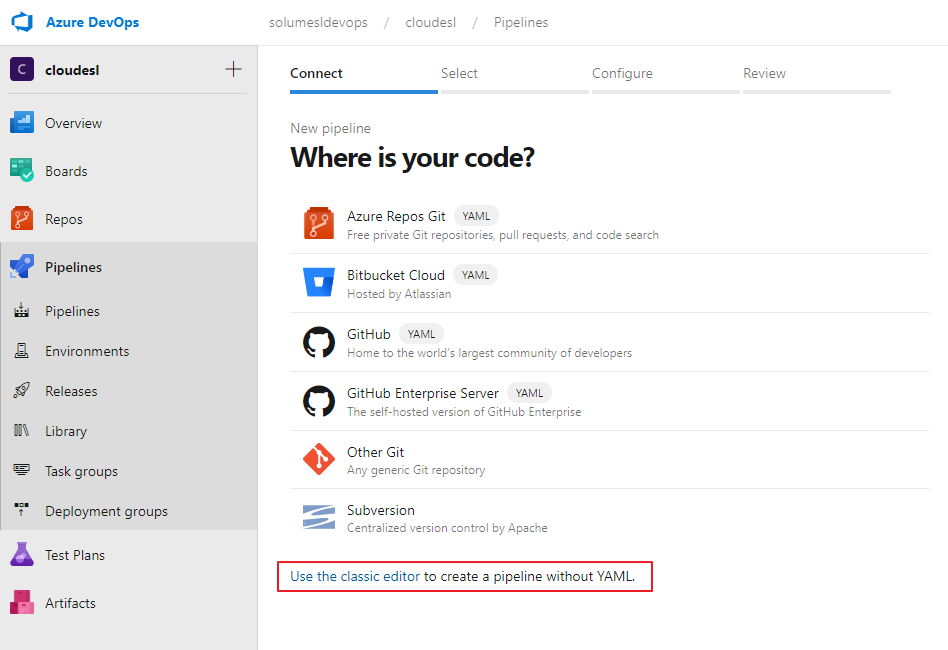 Azure DevOps
solumesldevops / cloudesl / Pipelines
C cloudesl
Overview
Boards
Repos
Pipelines
Pipelines
Environments
Releases
Library
Task groups
Deployment groups
Test Plans
Artifacts
Connect Select Configure Review
New pipeline
Where is your code?
Azure Repos Git YAML
Free private Git repositories, pull requests, and code search
Bitbucket Cloud YAML
Hosted by Atlassian
GitHub YAML
Home to the world's largest community of developers
GitHub Enterprise Server YAML
The self-hosted version of GitHub Enterprise
Other Git
Any generic Git repository
Subversion
Centralized version control by Apache
Use the classic editor to create a pipeline without YAML.